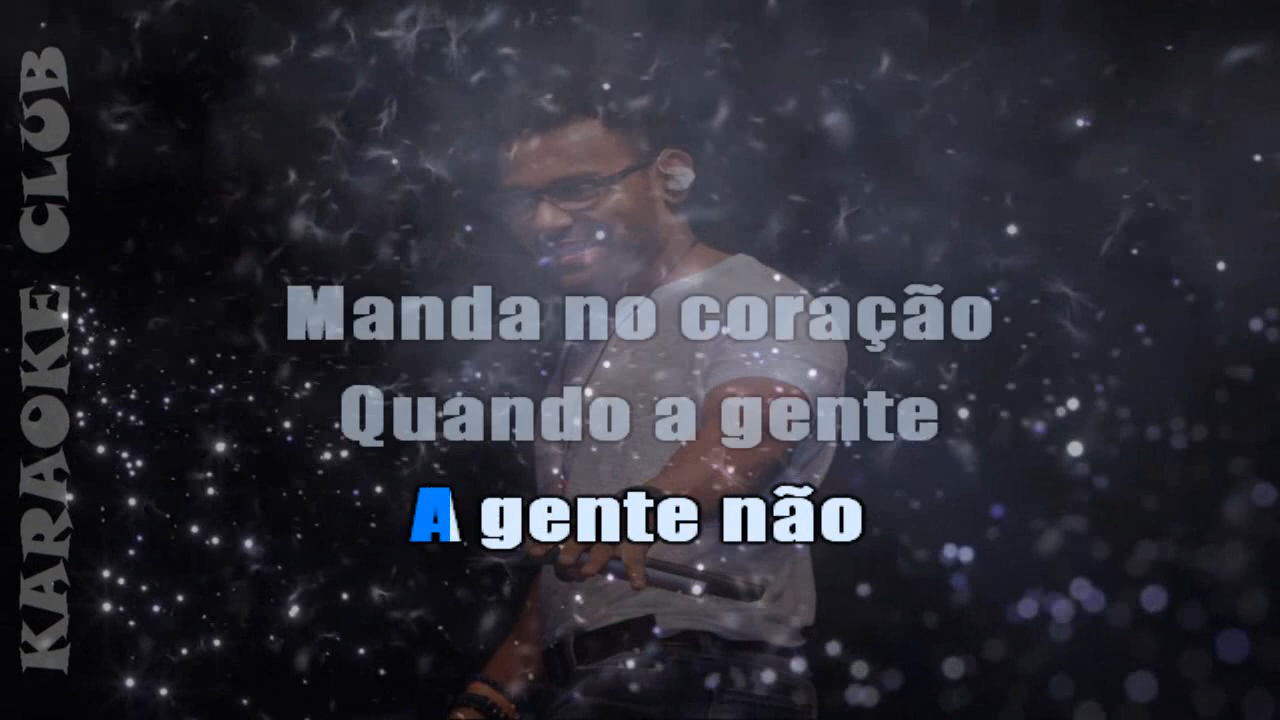 KARAOKE CLUB
Manda no coração
Quando a gente
A gente não